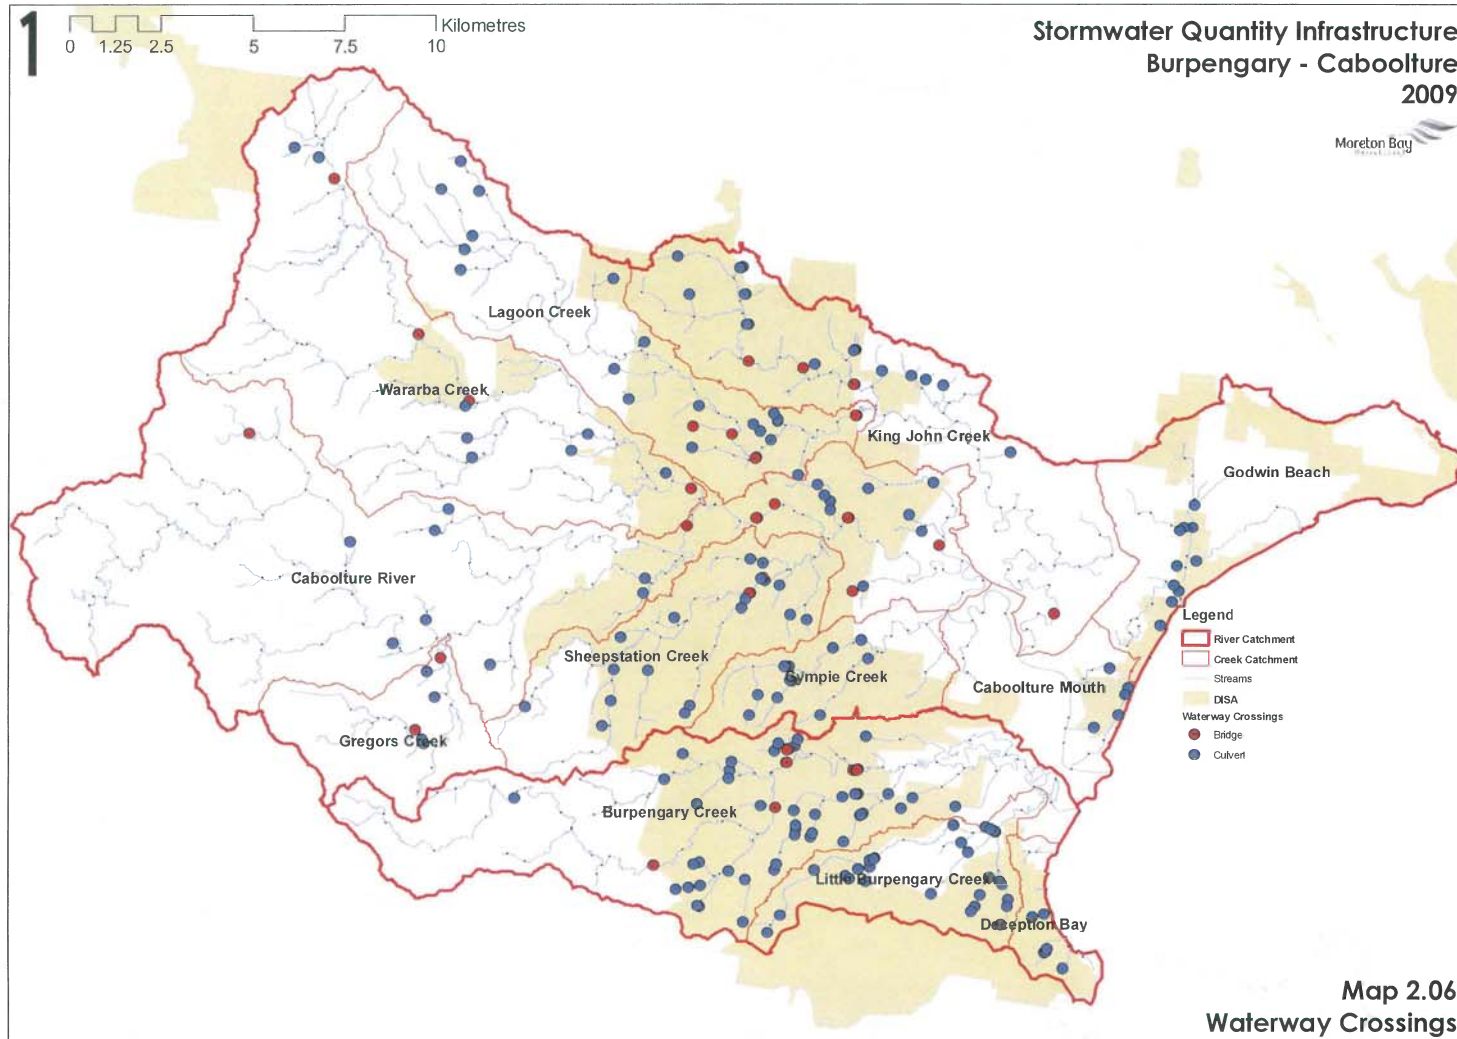 1
Kilometres
0 1.25 2.5 5 7.5 10
Stormwater Quantity Infrastructure
Burpengary - Caboolture
2009
Moreton Bay
Lagoon Creek
Wararba Creek
King John Creek
Godwin Beach
Caboolture River
Sheepstation Creek
Gympie Creek
Caboolture Mouth
Gregors Creek
Burpengary Creek
Little Burpengary Creek
Deception Bay
Legend
River Catchment
Creek Catchment
Streams
DISA
Waterway Crossings
Bridge
Culvert
Map 2.06
Waterway Crossings